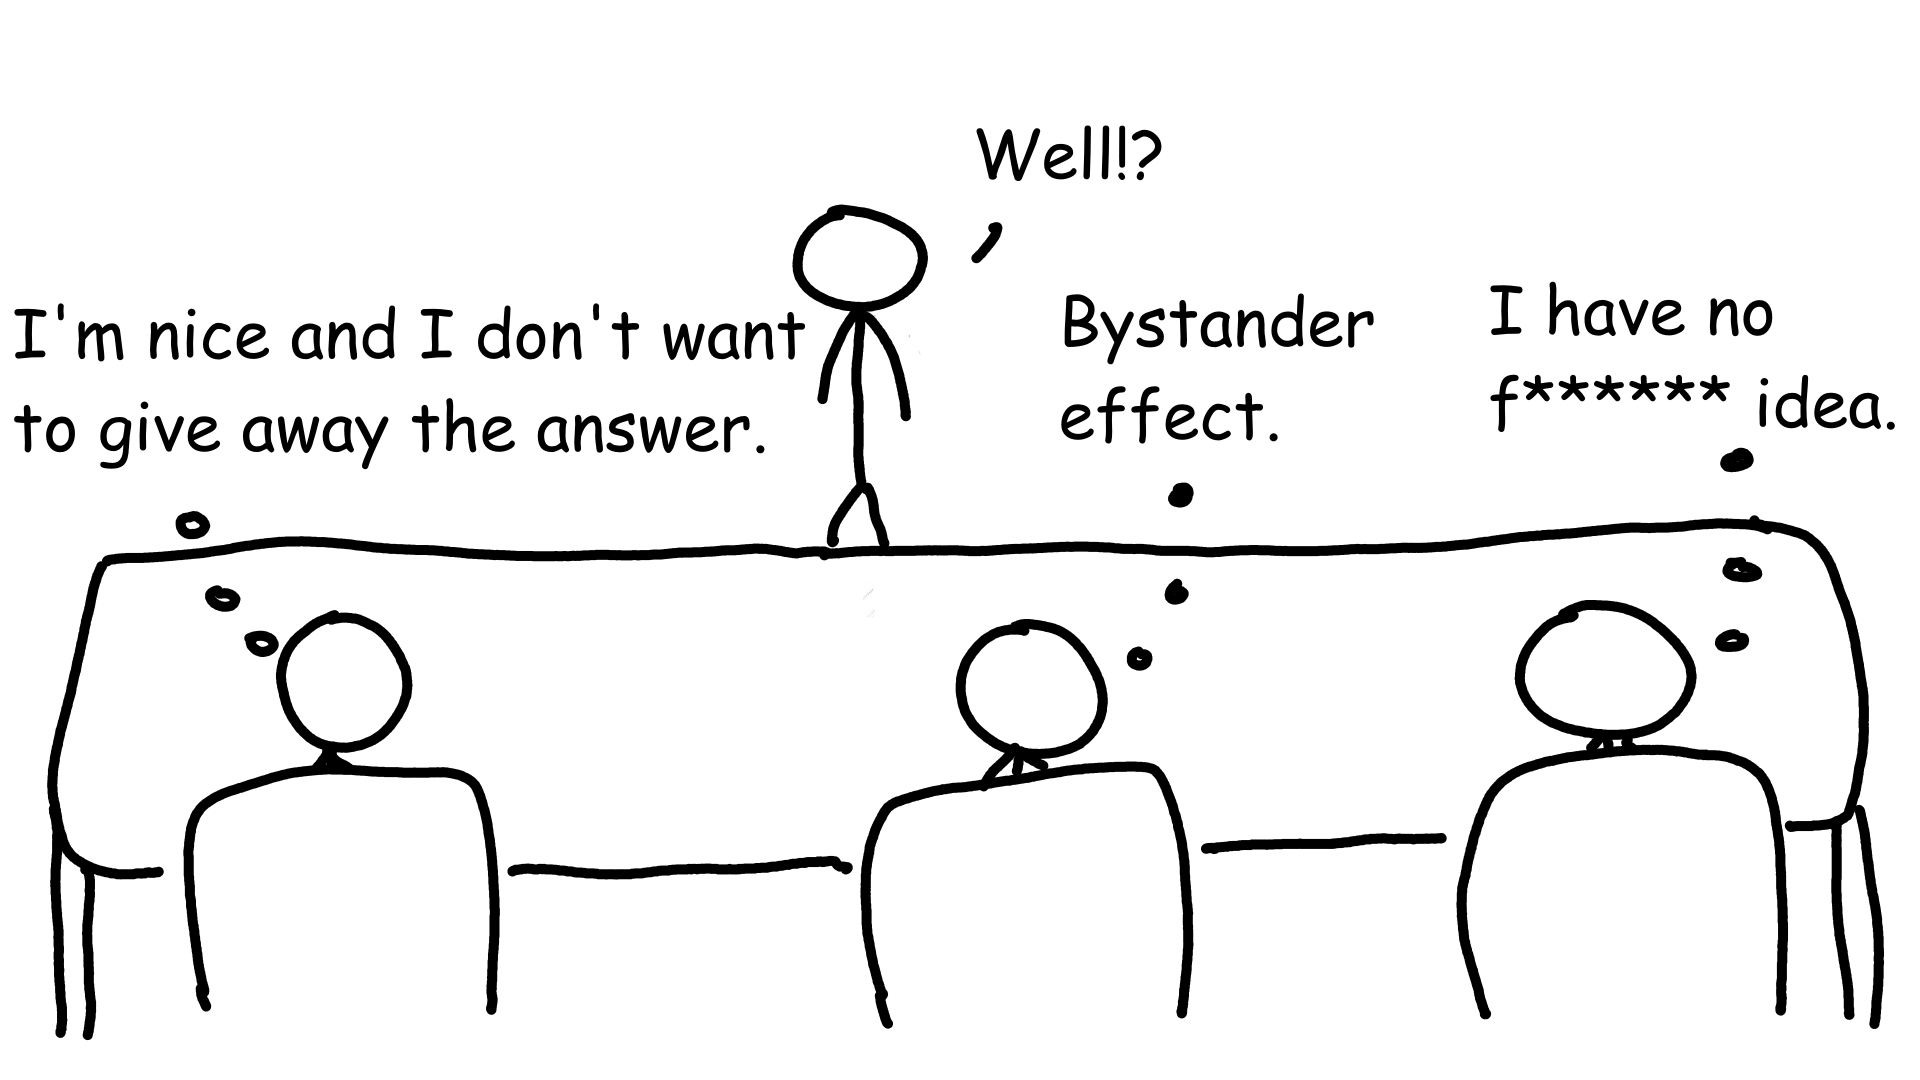 Well!?
I'm nice and I don't want
to give away the answer.
Bystander
effect.
I have no
f****** idea.